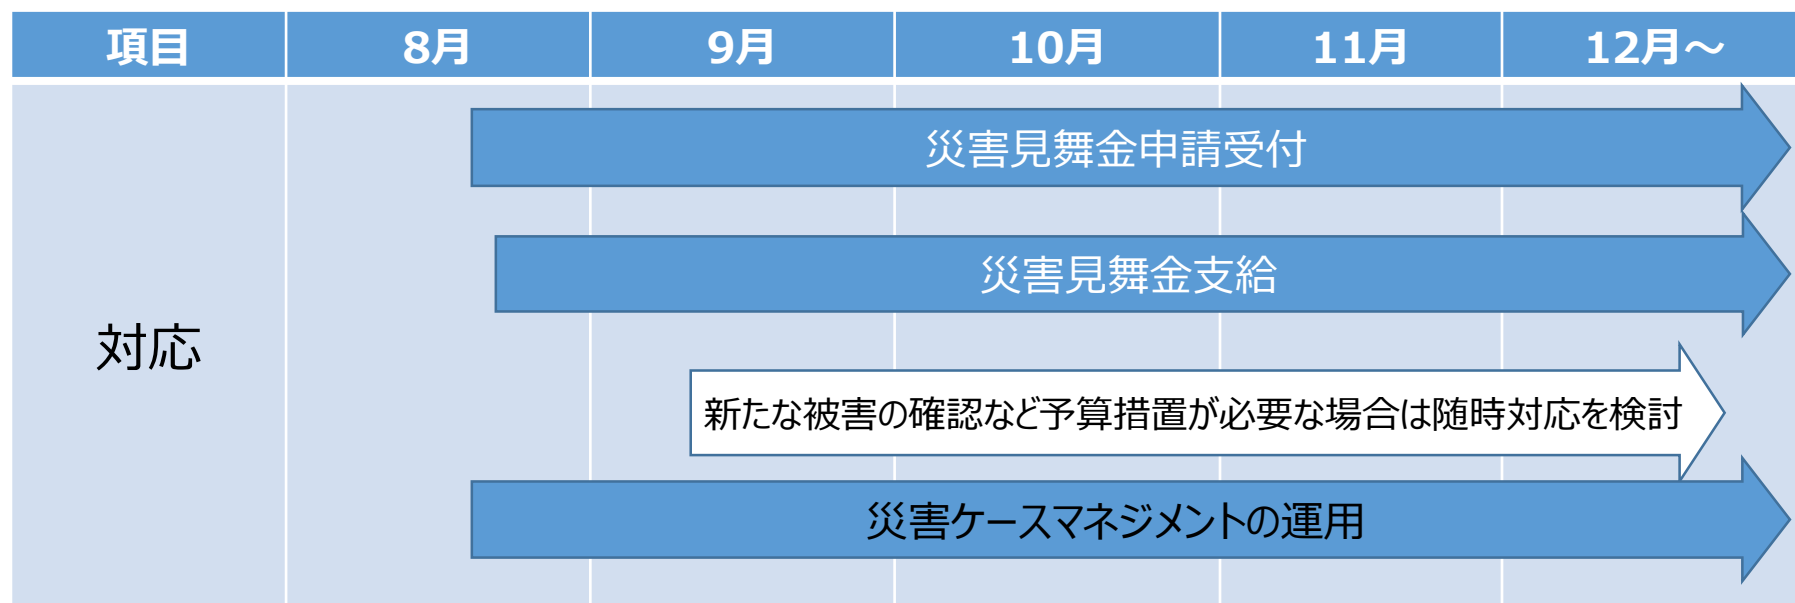 項目 8月 9月 10月 11月 12月～
災害見舞金申請受付
災害見舞金支給
対応
新たな被害の確認など予算措置が必要な場合は随時対応を検討
災害ケースマネジメントの運用